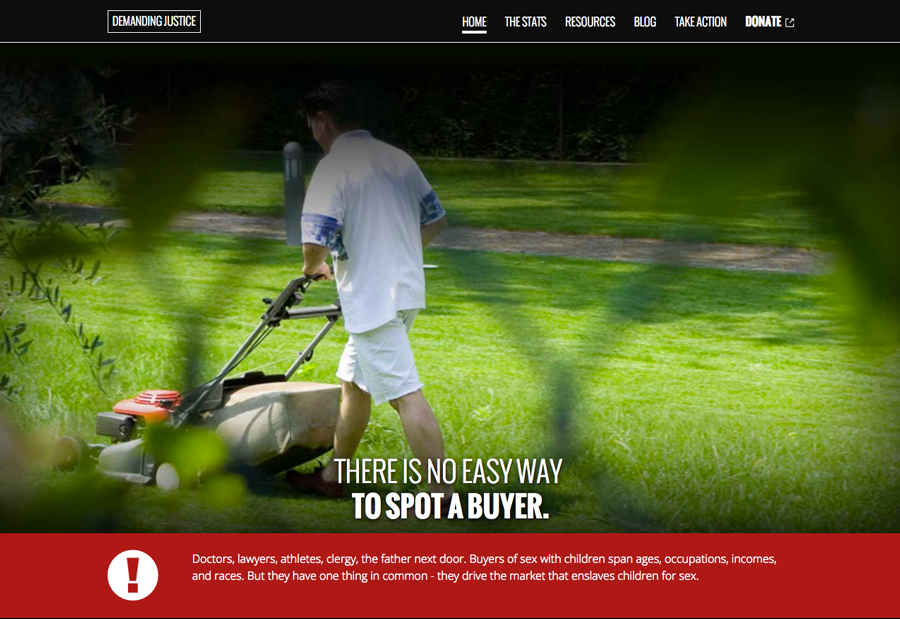 DEMANDING JUSTICE
HOME THE STATS RESOURCES BLOG TAKE ACTION DONATE
THERE IS NO EASY WAY
TO SPOT A BUYER.
Doctors, lawyers, athletes, clergy, the father next door. Buyers of sex with children span ages, occupations, incomes,
and races. But they have one thing in common - they drive the market that enslaves children for sex.